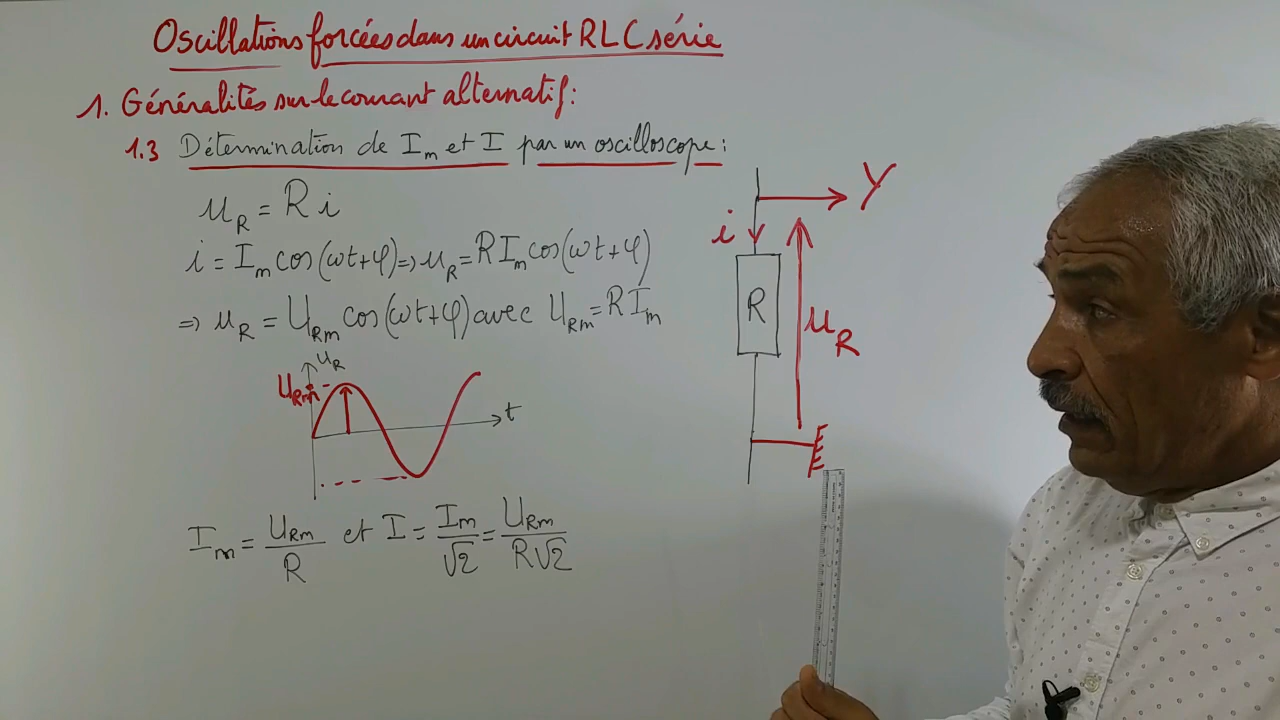 Oscillations forcées dans un circuit RLC série
1. Généralités sur le courant alternatif :
1.3 Détermination de Im et I par un oscilloscope :
uR = R i
i = Im cos(ωt+φ) => uR = RIm cos(ωt+φ)
=> uR = URm cos(ωt+φ) avec URm = RIm
uR
URm
t
Im = URm/R et I = Im/√2 = URm/R√2
Y
i
R
uR